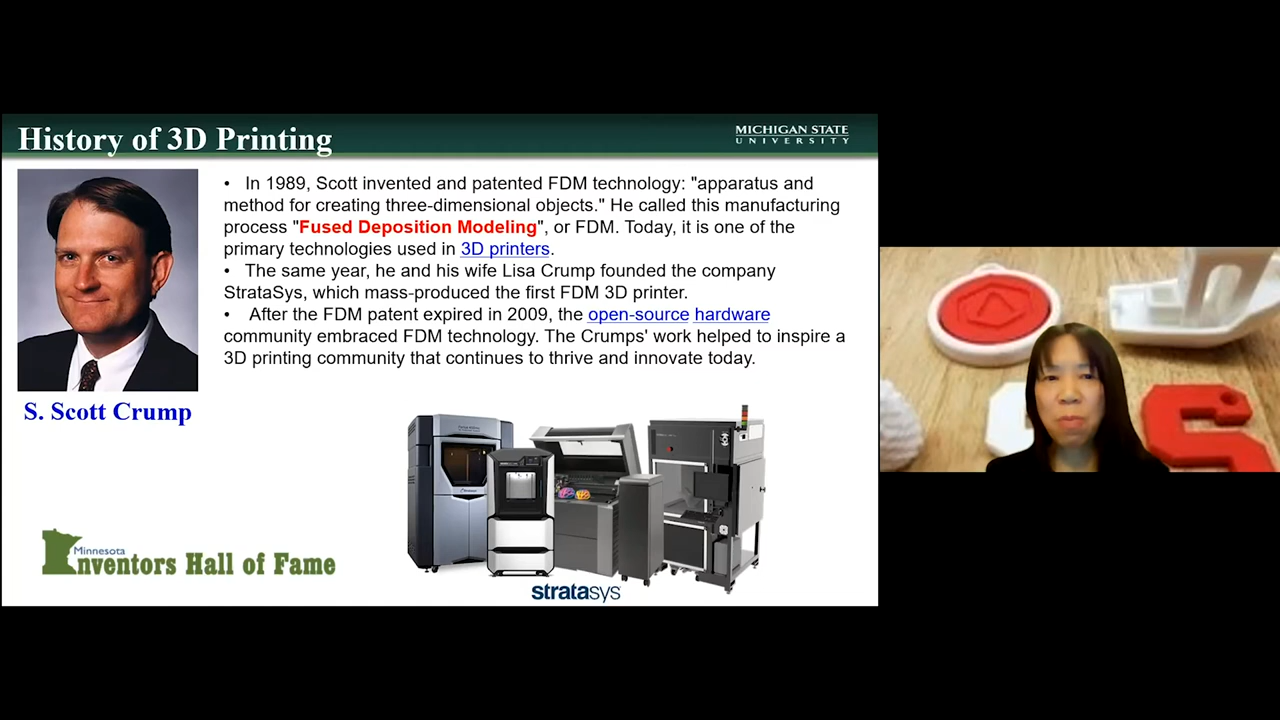 History of 3D Printing
MICHIGAN STATE
UNIVERSITY
• In 1989, Scott invented and patented FDM technology: "apparatus and
method for creating three-dimensional objects." He called this manufacturing
process "Fused Deposition Modeling", or FDM. Today, it is one of the
primary technologies used in 3D printers.
• The same year, he and his wife Lisa Crump founded the company
StrataSys, which mass-produced the first FDM 3D printer.
• After the FDM patent expired in 2009, the open-source hardware
community embraced FDM technology. The Crumps' work helped to inspire a
3D printing community that continues to thrive and innovate today.
S. Scott Crump
Minnesota
Inventors Hall of Fame
stratasys